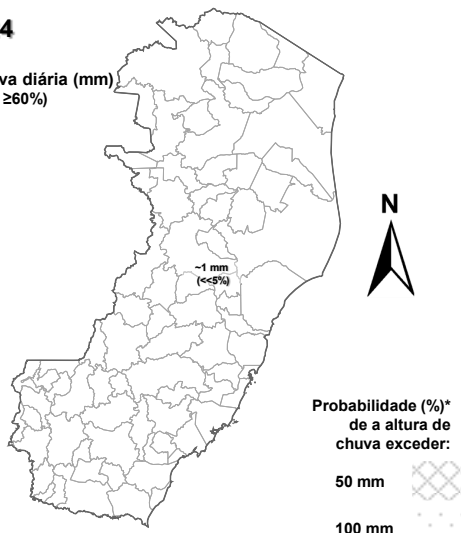 4
va diária (mm)
≥60%)
N
~1 mm
(<<5%)
Probabilidade (%)*
de a altura de
chuva exceder:
50 mm
100 mm